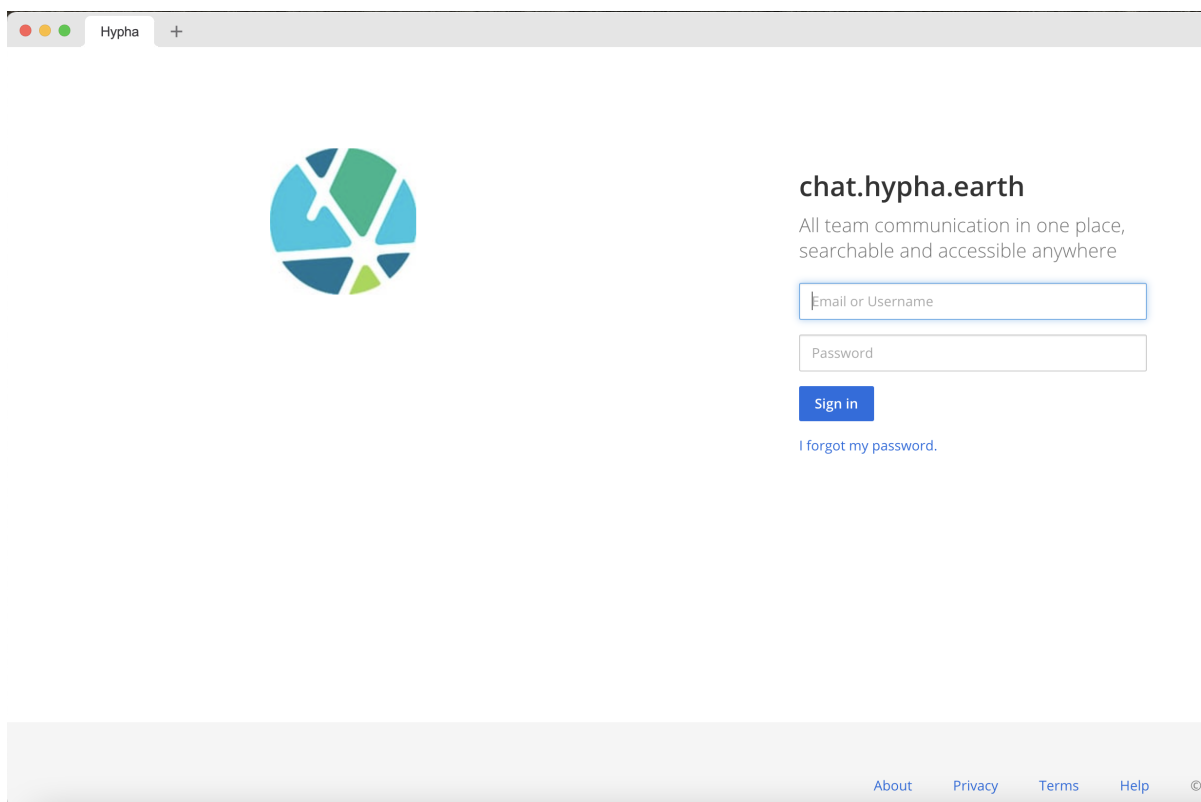 Hypha
chat.hypha.earth
All team communication in one place,
searchable and accessible anywhere
Email or Username
Password
Sign in
I forgot my password.
About Privacy Terms Help ©